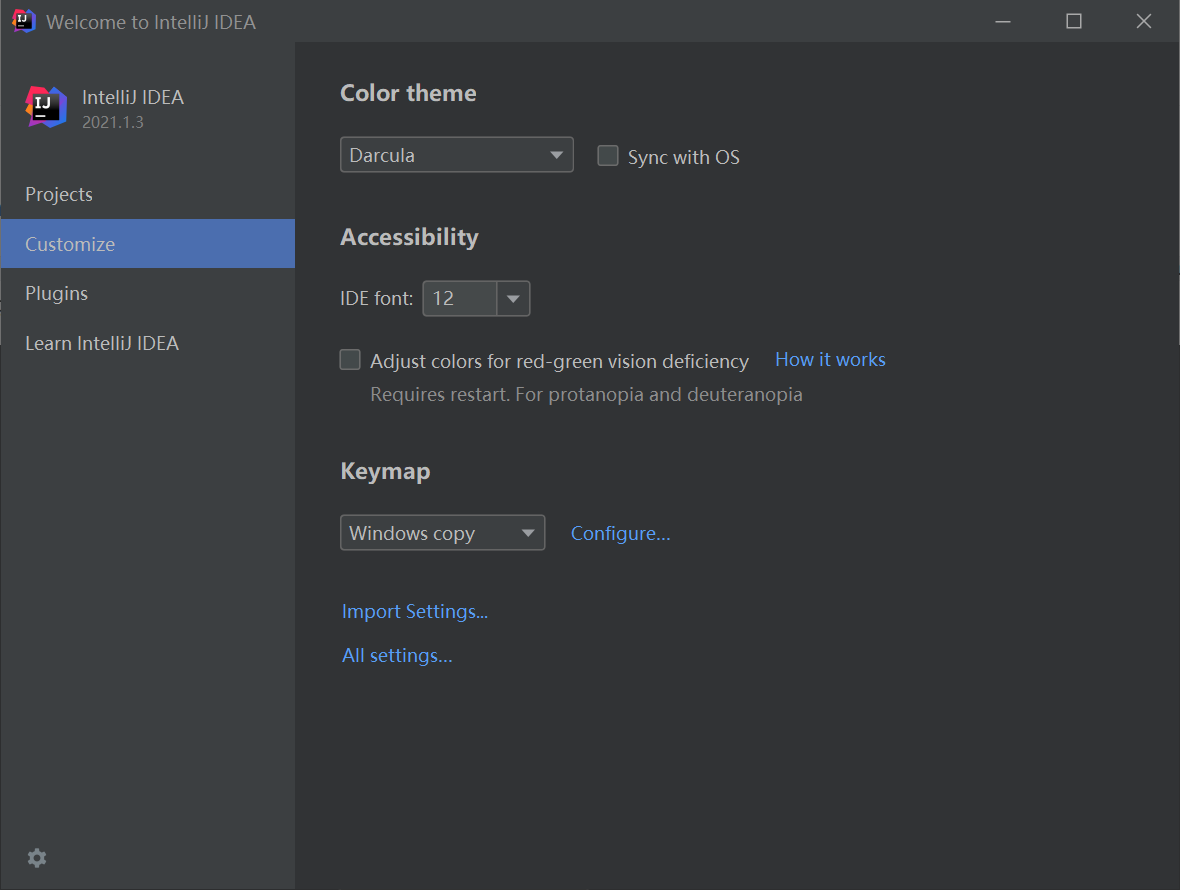 Welcome to IntelliJ IDEA
IJ
IntelliJ IDEA
2021.1.3
Projects
Customize
Plugins
Learn IntelliJ IDEA
Color theme
Darcula
Sync with OS
Accessibility
IDE font: 12
Adjust colors for red-green vision deficiency How it works
Requires restart. For protanopia and deuteranopia
Keymap
Windows copy Configure...
Import Settings...
All settings...